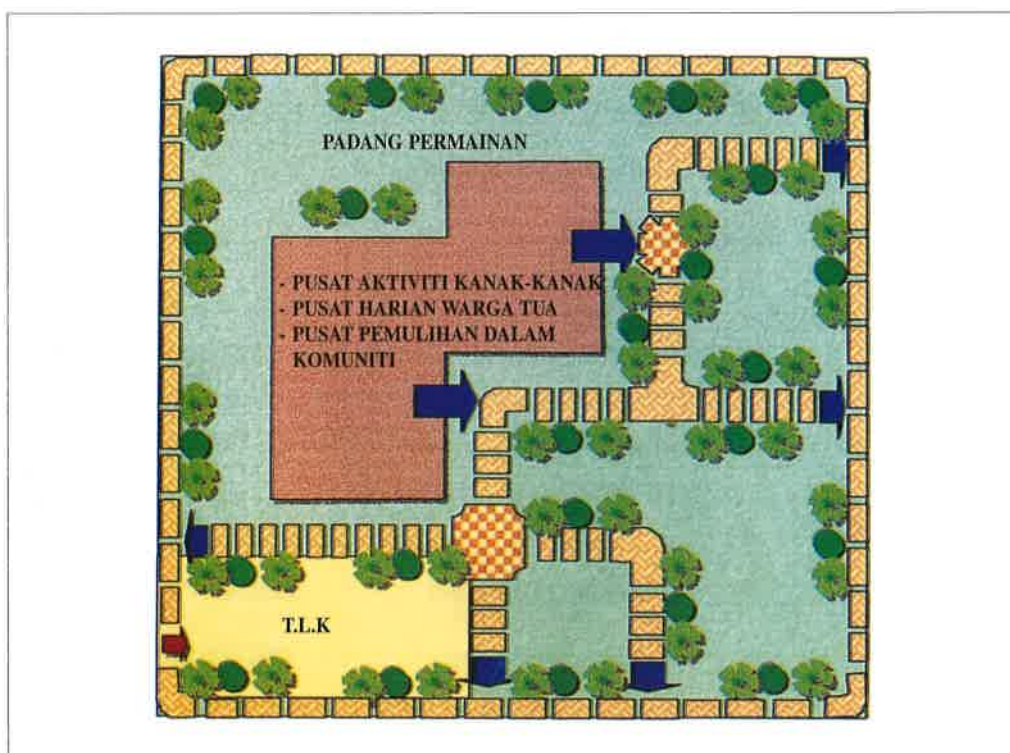 PADANG PERMAINAN
- PUSAT AKTIVITI KANAK-KANAK
- PUSAT HARIAN WARGA TUA
- PUSAT PEMULIHAN DALAM
KOMUNITI
T.L.K